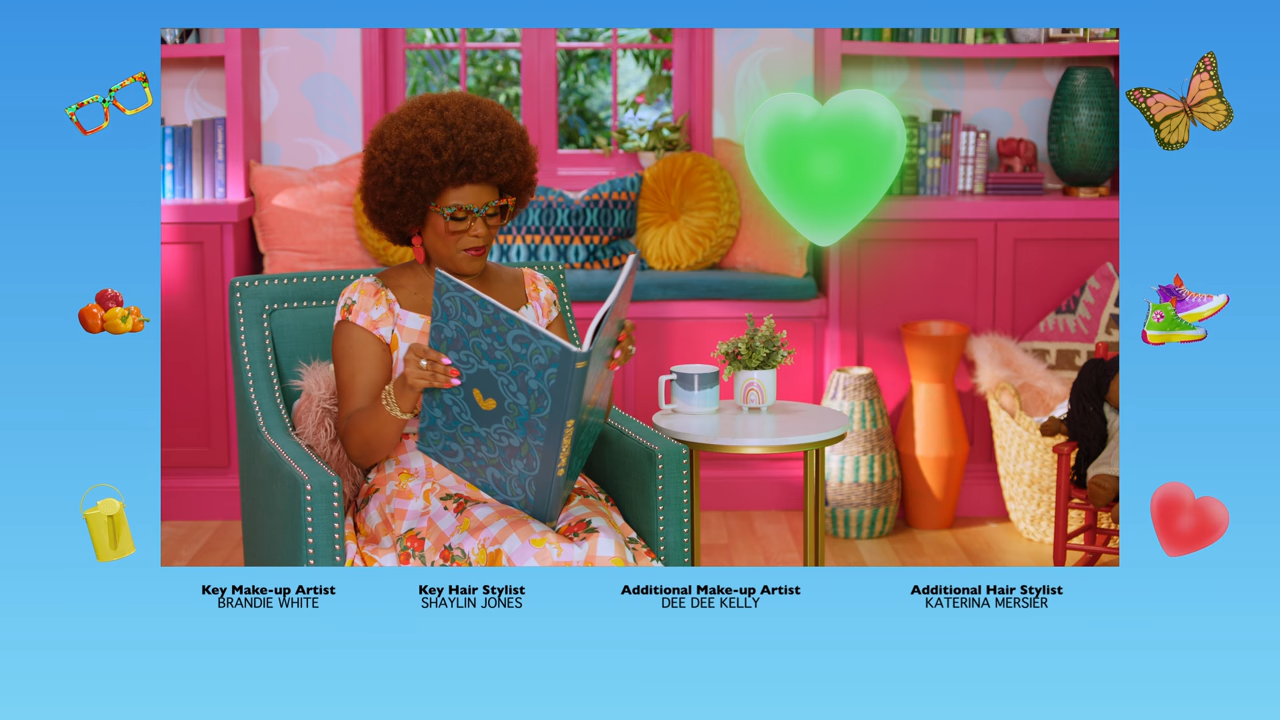 Key Make-up Artist
BRANDIE WHITE
Key Hair Stylist
SHAYLIN JONES
Additional Make-up Artist
DEE DEE KELLY
Additional Hair Stylist
KATERINA MERSIER